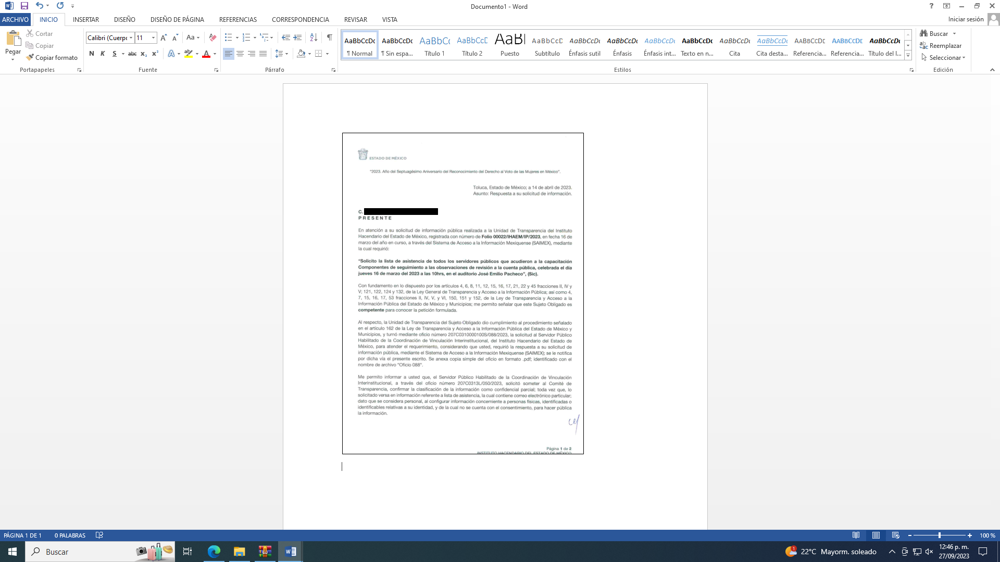 Documento1 - Word
ARCHIVO INICIO INSERTAR DISEÑO DISEÑO DE PÁGINA REFERENCIAS CORRESPONDENCIA REVISAR VISTA Iniciar sesión
Pegar Cortar Copiar Copiar formato
Portapapeles
Calibri (Cuerpo 11
N K S abc x₂ x²
Fuente
Párrafo
AaBbCcDc AaBbCcDc AaBbCc AaBbCcD AaBl AaBbCcD AaBbCcDc AaBbCcDc AaBbCcDc AaBbCcDc AaBbCcDc AaBbCcDc AABBCCDD AABBCCDD AaBbCcDc
¶ Normal ¶ Sin espa... Título 1 Título 2 Puesto Subtítulo Énfasis sutil Énfasis Énfasis int... Texto en n... Cita Cita desta... Referencia... Referencia... Título del l...
Estilos
Buscar
Reemplazar
Seleccionar
Edición
ESTADO DE MÉXICO
"2023. Año del Septuagésimo Aniversario del Reconocimiento del Derecho al Voto de las Mujeres en México".
Toluca, Estado de México; a 14 de abril de 2023.
Asunto: Respuesta a su solicitud de información.
C.
P R E S E N T E
En atención a su solicitud de información pública realizada a la Unidad de Transparencia del Instituto
Hacendario del Estado de México, registrada con número de Folio 00022/IHAEM/IP/2023, en fecha 16 de
marzo del año en curso, a través del Sistema de Acceso a la Información Mexiquense (SAIMEX), mediante
la cual requirió:
"Solicito la lista de asistencia de todos los servidores públicos que acudieron a la capacitación
Componentes de seguimiento a las observaciones de revisión a la cuenta pública, celebrada el día
jueves 16 de marzo del 2023 a las 10hrs, en el auditorio José Emilio Pacheco", (Sic).
Con fundamento en lo dispuesto por los artículos 4, 6, 8, 11, 12, 15, 16, 17, 21, 22 y 45 fracciones II, IV y
V; 121, 122, 124 y 132, de la Ley General de Transparencia y Acceso a la Información Pública; así como 4,
7, 15, 16, 17, 53 fracciones II, IV, V, y VI, 150, 151 y 152, de la Ley de Transparencia y Acceso a la
Información Pública del Estado de México y Municipios; me permito señalar que este Sujeto Obligado es
competente para conocer la petición formulada.
Al respecto, la Unidad de Transparencia del Sujeto Obligado dio cumplimiento al procedimiento señalado
en el artículo 162 de la Ley de Transparencia y Acceso a la Información Pública del Estado de México y
Municipios, y turnó mediante oficio número 207C0310000100S/088/2023, la solicitud al Servidor Público
Habilitado de la Coordinación de Vinculación Interinstitucional, del Instituto Hacendario del Estado de
México, para atender el requerimiento, considerando que usted, requirió la respuesta a su solicitud de
información pública, mediante el Sistema de Acceso a la Información Mexiquense (SAIMEX); se le notifica
por dicha vía el presente escrito. Se anexa copia simple del oficio en formato .pdf; identificado con el
nombre de archivo "Oficio 088".
Me permito informar a usted que, el Servidor Público Habilitado de la Coordinación de Vinculación
Interinstitucional, a través del oficio número 207C0313L/050/2023, solicitó someter al Comité de
Transparencia, confirmar la clasificación de la información como confidencial parcial; toda vez que, lo
solicitado versa en información referente a lista de asistencia, la cual contiene correo electrónico particular;
dato que se considera personal, al configurar información concerniente a personas físicas, identificadas o
identificables relativas a su identidad, y de la cual no se cuenta con el consentimiento, para hacer pública
la información.
Página 1 de 2
INSTITUTO HACENDARIO DEL ESTADO DE MÉXICO
PÁGINA 1 DE 1 0 PALABRAS 100 %
Buscar
22°C Mayorm. soleado
12:46 p. m.
27/09/2023